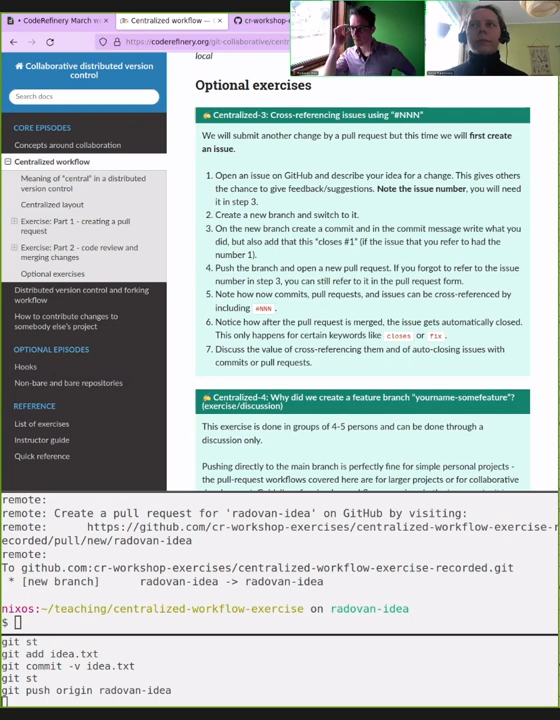 CodeRefinery March w
Centralized workflow — C
cr-workshop-e
https://coderefinery.org/git-collaborative/cent
Collaborative distributed version
control
Search docs
CORE EPISODES
Concepts around collaboration
Centralized workflow
Meaning of “central” in a distributed
version control
Centralized layout
Exercise: Part 1 - creating a pull
request
Exercise: Part 2 - code review and
merging changes
Optional exercises
Distributed version control and forking
workflow
How to contribute changes to
somebody else’s project
OPTIONAL EPISODES
Hooks
Non-bare and bare repositories
REFERENCE
List of exercises
Instructor guide
Quick reference
local
Optional exercises
Centralized-3: Cross-referencing issues using “#NNN”
We will submit another change by a pull request but this time we will first create
an issue.
1. Open an issue on GitHub and describe your idea for a change. This gives others
the chance to give feedback/suggestions. Note the issue number, you will need
it in step 3.
2. Create a new branch and switch to it.
3. On the new branch create a commit and in the commit message write what you
did, but also add that this “closes #1” (if the issue that you refer to had the
number 1).
4. Push the branch and open a new pull request. If you forgot to refer to the issue
number in step 3, you can still refer to it in the pull request form.
5. Note how now commits, pull requests, and issues can be cross-referenced by
including #NNN .
6. Notice how after the pull request is merged, the issue gets automatically closed.
This only happens for certain keywords like closes or fix .
7. Discuss the value of cross-referencing them and of auto-closing issues with
commits or pull requests.
Centralized-4: Why did we create a feature branch “yourname-somefeature”?
(exercise/discussion)
This exercise is done in groups of 4-5 persons and can be done through a
discussion only.
Pushing directly to the main branch is perfectly fine for simple personal projects -
the pull-request workflows covered here are for larger projects or for collaborative
remote:
remote: Create a pull request for 'radovan-idea' on GitHub by visiting:
remote:      https://github.com/cr-workshop-exercises/centralized-workflow-exercise-r
ecorded/pull/new/radovan-idea
remote:
To github.com:cr-workshop-exercises/centralized-workflow-exercise-recorded.git
 * [new branch]      radovan-idea -> radovan-idea
nixos:~/teaching/centralized-workflow-exercise on radovan-idea
$
git st
git add idea.txt
git commit -v idea.txt
git st
git push origin radovan-idea